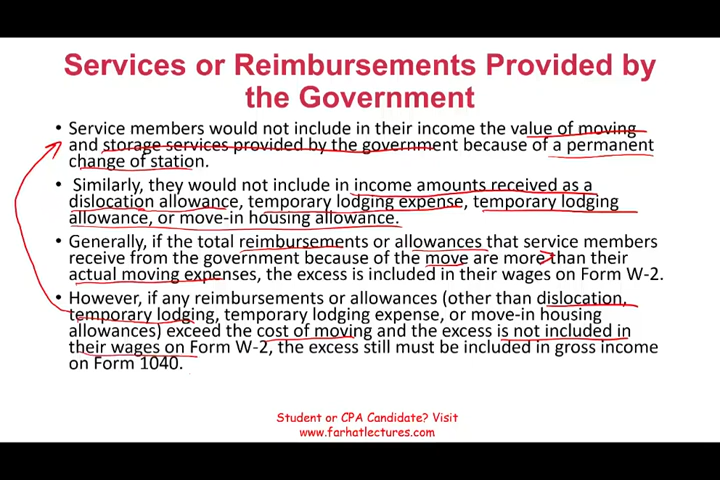 Services or Reimbursements Provided by
the Government
• Service members would not include in their income the value of moving
and storage services provided by the government because of a permanent
change of station.
• Similarly, they would not include in income amounts received as a
dislocation allowance, temporary lodging expense, temporary lodging
allowance, or move-in housing allowance.
• Generally, if the total reimbursements or allowances that service members
receive from the government because of the move are more than their
actual moving expenses, the excess is included in their wages on Form W-2.
• However, if any reimbursements or allowances (other than dislocation,
temporary lodging, temporary lodging expense, or move-in housing
allowances) exceed the cost of moving and the excess is not included in
their wages on Form W-2, the excess still must be included in gross income
on Form 1040.
Student or CPA Candidate? Visit
www.farhatlectures.com